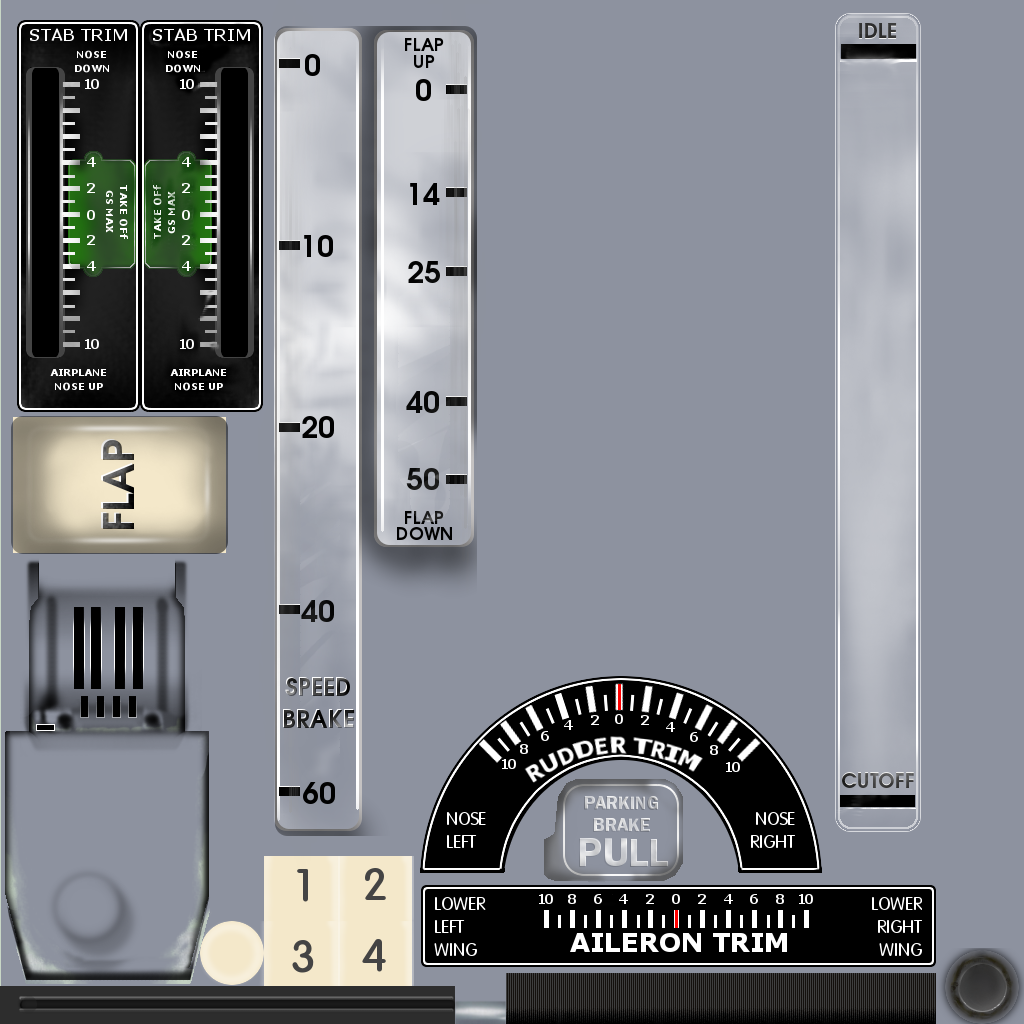 STAB TRIM
NOSE
DOWN
10
4
2
0
2
4
10
TAKE OFF
GS MAX
AIRPLANE
NOSE UP
STAB TRIM
NOSE
DOWN
10
4
2
0
2
4
10
TAKE OFF
GS MAX
AIRPLANE
NOSE UP
0
10
20
40
SPEED
BRAKE
60
FLAP
UP
0
14
25
40
50
FLAP
DOWN
IDLE
CUTOFF
FLAP
10 8 6 4 2 0 2 4 6 8 10
RUDDER TRIM
NOSE
LEFT
NOSE
RIGHT
PARKING
BRAKE
PULL
1 2
3 4
LOWER
LEFT
WING
10 8 6 4 2 0 2 4 6 8 10
AILERON TRIM
LOWER
RIGHT
WING